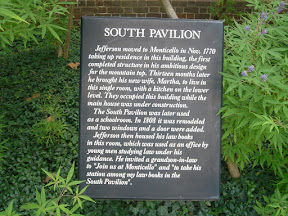 SOUTH PAVILION
Jefferson moved to Monticello in Nov. 1770
taking up residence in this building, the first
completed structure in his ambitious design
for the mountain top. Thirteen months later
he brought his new wife, Martha, to live in
this single room, with a kitchen on the lower
level. They occupied this building while the
main house was under construction.
The South Pavilion was later used
as a schoolroom. In 1808 it was remodeled
and two windows and a door were added.
Jefferson then housed his law books
in this room, which was used as an office by
young men studying law under his
guidance. He invited a grandson-in-law
to "Join us at Monticello" and "to take his
station among my law books in the
South Pavilion".